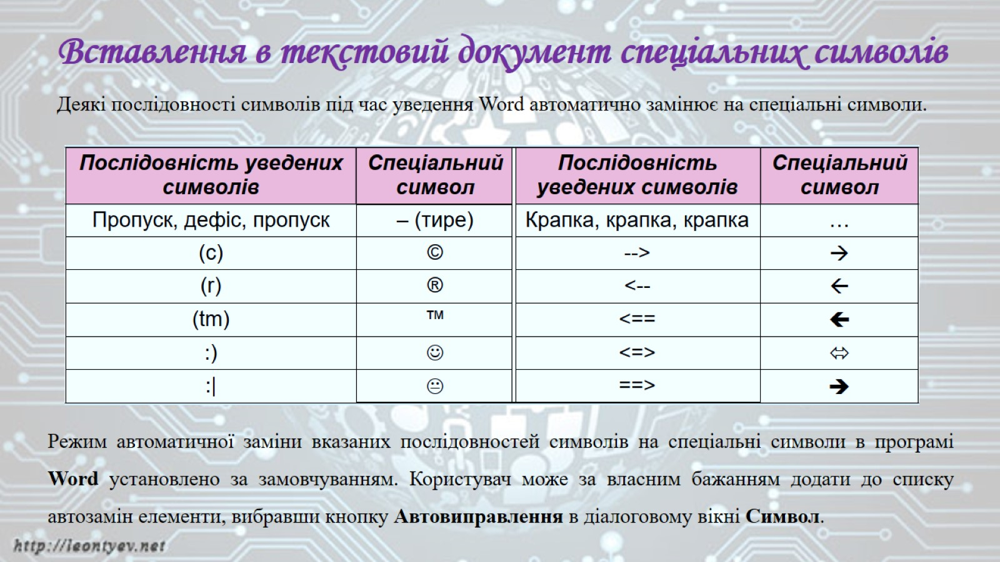 Вставлення в текстовий документ спеціальних символів
Деякі послідовності символів під час уведення Word автоматично замінює на спеціальні символи.
Послідовність уведених символів | Спеціальний символ | Послідовність уведених символів | Спеціальний символ
Пропуск, дефіс, пропуск | – (тире) | Крапка, крапка, крапка | …
(c) | © | --> | →
(r) | ® | <-- | ←
(tm) | ™ | <== | 🡸
:) | ☺ | <=> | ⬄
:| | 😐 | ==> | 🡺
Режим автоматичної заміни вказаних послідовностей символів на спеціальні символи в програмі
Word установлено за замовчуванням. Користувач може за власним бажанням додати до списку
автозамін елементи, вибравши кнопку Автовиправлення в діалоговому вікні Символ.
http://leontyev.net